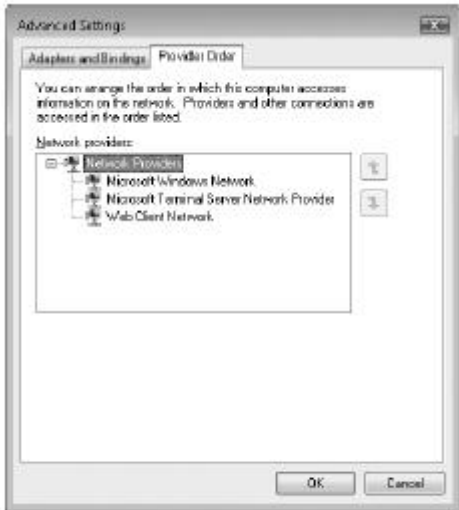 Advanced Settings
Adapters and Bindings Provider Order
You can arrange the order in which this computer accesses
information on the network. Providers and other connections are
accessed in the order listed.
Network providers:
Network Providers
Microsoft Windows Network
Microsoft Terminal Server Network Provider
Web Client Network
OK Cancel